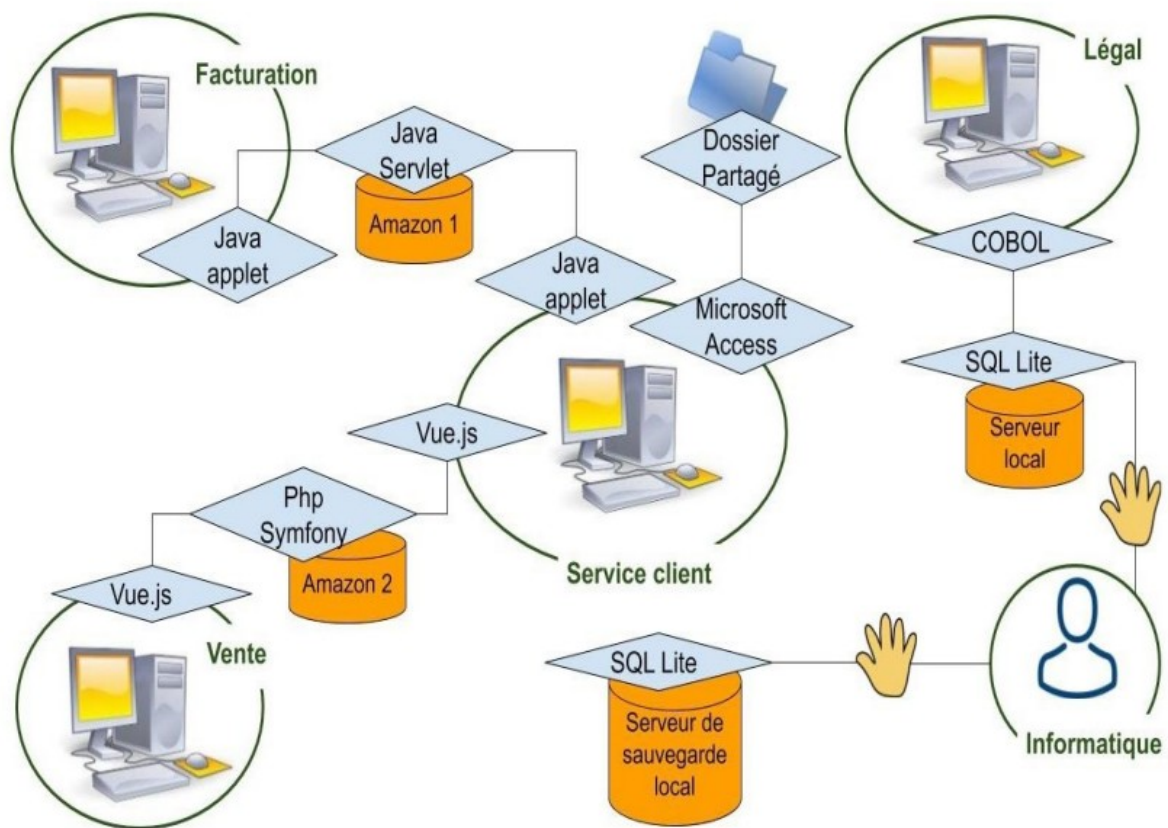 Facturation
Java
Servlet
Amazon 1
Java
applet
Dossier
Partagé
Légal
COBOL
Java
applet
Microsoft
Access
SQL Lite
Serveur
local
Vue.js
Php
Symfony
Amazon 2
Service client
Vue.js
Vente
SQL Lite
Serveur de
sauvegarde
local
Informatique